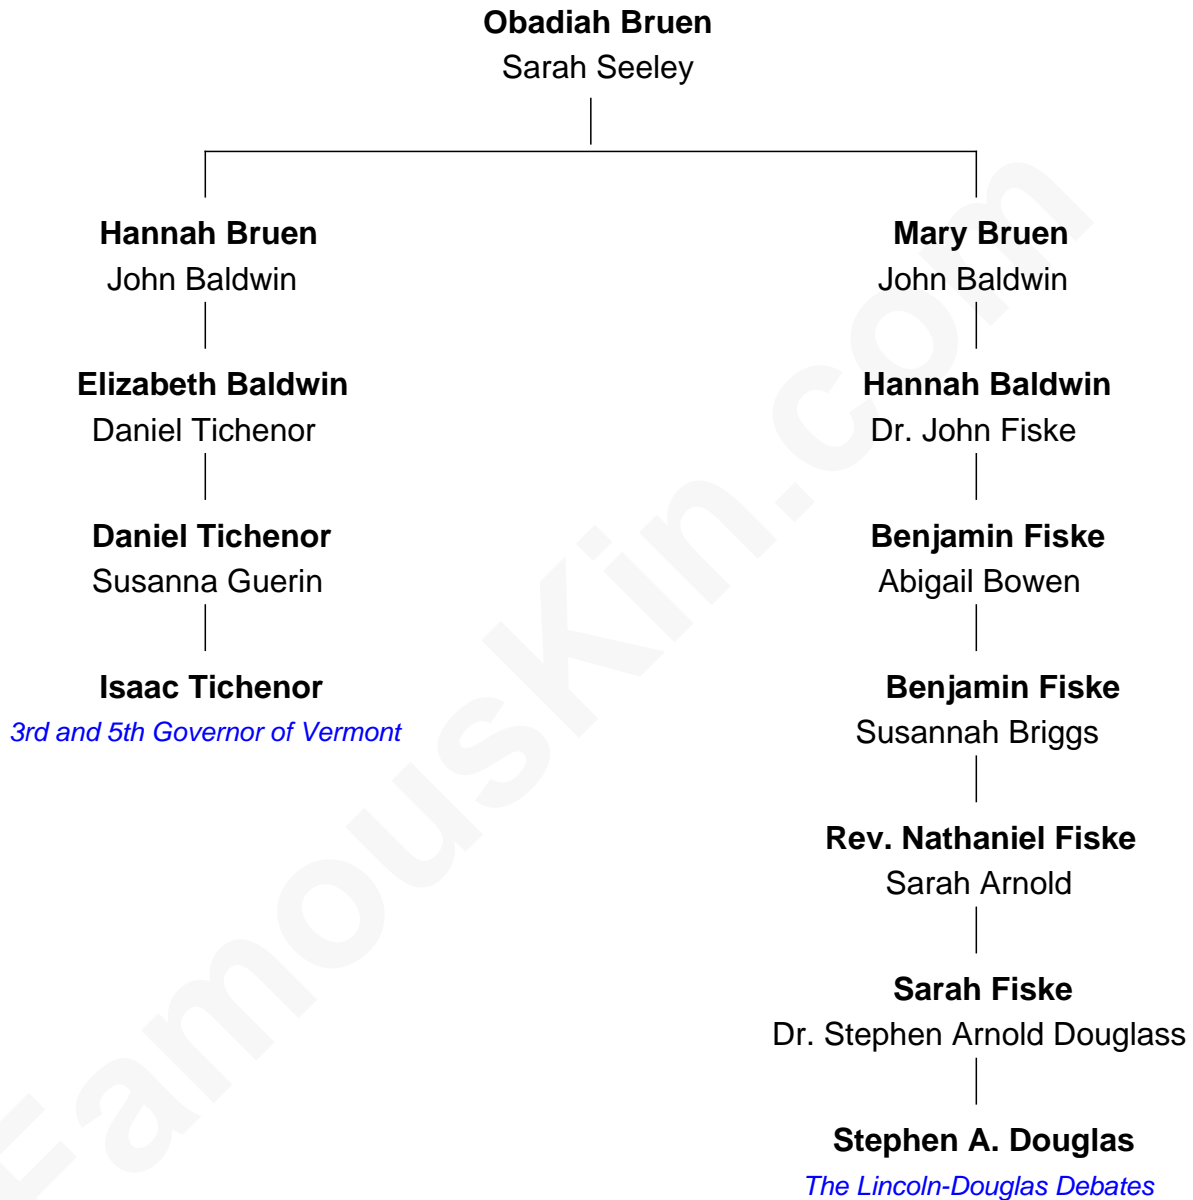 Obadiah Bruen
Sarah Seeley
Hannah Bruen
John Baldwin
Mary Bruen
John Baldwin
Elizabeth Baldwin
Daniel Tichenor
Hannah Baldwin
Dr. John Fiske
Daniel Tichenor
Susanna Guerin
Benjamin Fiske
Abigail Bowen
Isaac Tichenor
3rd and 5th Governor of Vermont
Benjamin Fiske
Susannah Briggs
Rev. Nathaniel Fiske
Sarah Arnold
Sarah Fiske
Dr. Stephen Arnold Douglass
Stephen A. Douglas
The Lincoln-Douglas Debates
FamousKin.com